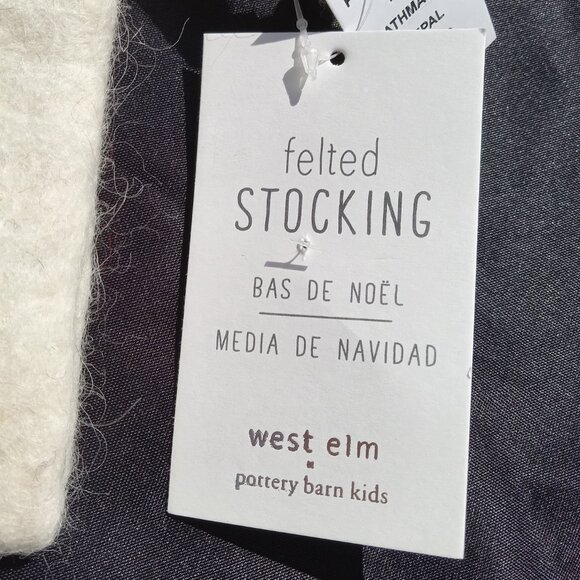 felted
STOCKING
BAS DE NOËL
MEDIA DE NAVIDAD
west elm
pottery barn kids